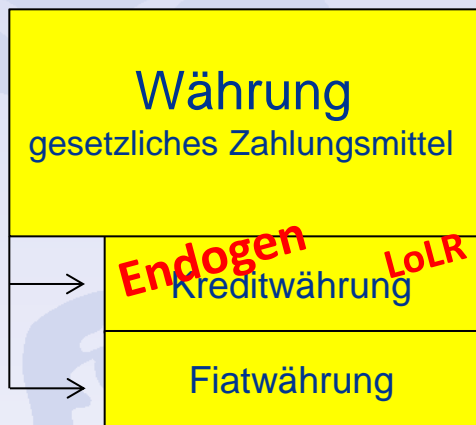 Währung
gesetzliches Zahlungsmittel
Endogen
LoLR
Kreditwährung
Fiatwährung